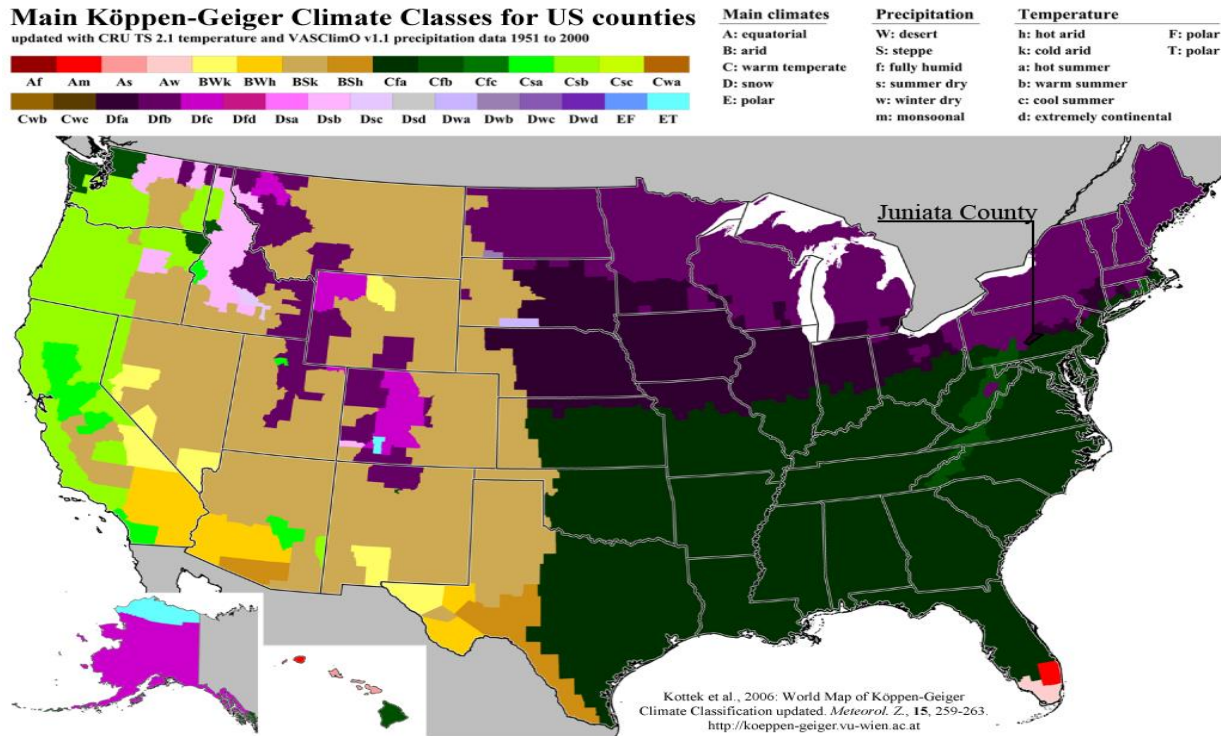 Main Köppen-Geiger Climate Classes for US counties
updated with CRU TS 2.1 temperature and VASClimO v1.1 precipitation data 1951 to 2000
Af Am As Aw BWk BWh BSk BSh Cfa Cfb Cfc Csa Csb Csc Cwa
Cwb Cwc Dfa Dfb Dfc Dfd Dsa Dsb Dsc Dsd Dwa Dwb Dwc Dwd EF ET
Main climates
A: equatorial
B: arid
C: warm temperate
D: snow
E: polar
Precipitation
W: desert
S: steppe
f: fully humid
s: summer dry
w: winter dry
m: monsoonal
Temperature
h: hot arid F: polar
k: cold arid T: polar
a: hot summer
b: warm summer
c: cool summer
d: extremely continental
Juniata County
Kottek et al., 2006: World Map of Köppen-Geiger
Climate Classification updated. Meteorol. Z., 15, 259-263.
http://koeppen-geiger.vu-wien.ac.at